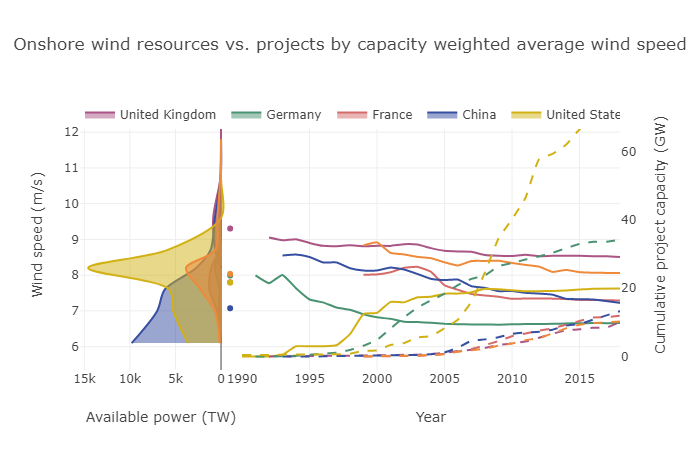 Onshore wind resources vs. projects by capacity weighted average wind speed
United Kingdom Germany France China United State
12
11
10
9
8
7
6
Wind speed (m/s)
60
40
20
0
Cumulative project capacity (GW)
15k 10k 5k 0 1990 1995 2000 2005 2010 2015
Available power (TW) Year